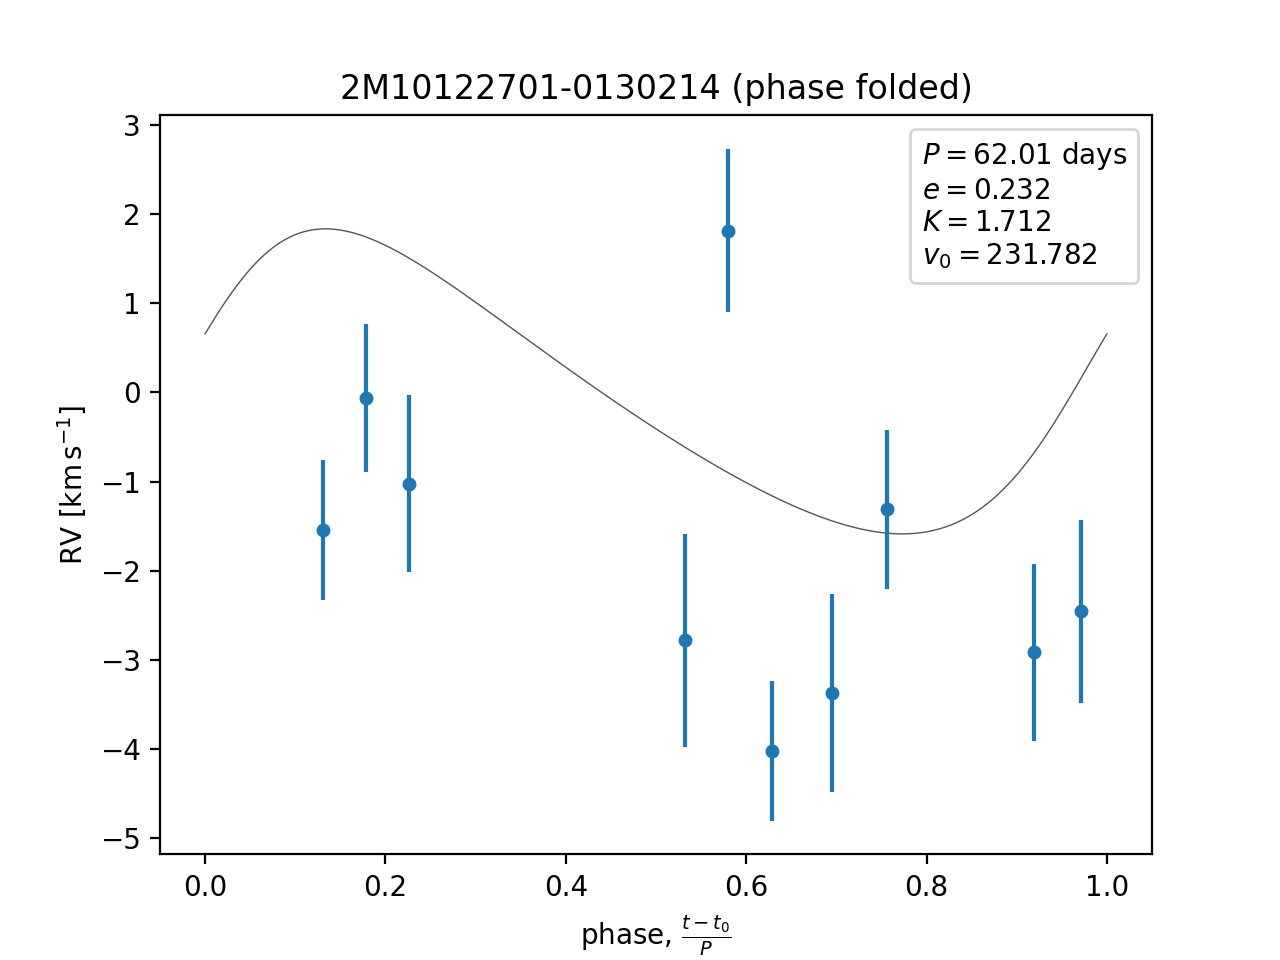 2M10122701-0130214 (phase folded)
P = 62.01 days
e = 0.232
K = 1.712
v₀ = 231.782
3
2
1
0
−1
−2
−3
−4
−5
RV [km s⁻¹]
0.0 0.2 0.4 0.6 0.8 1.0
phase, (t − t₀)/P